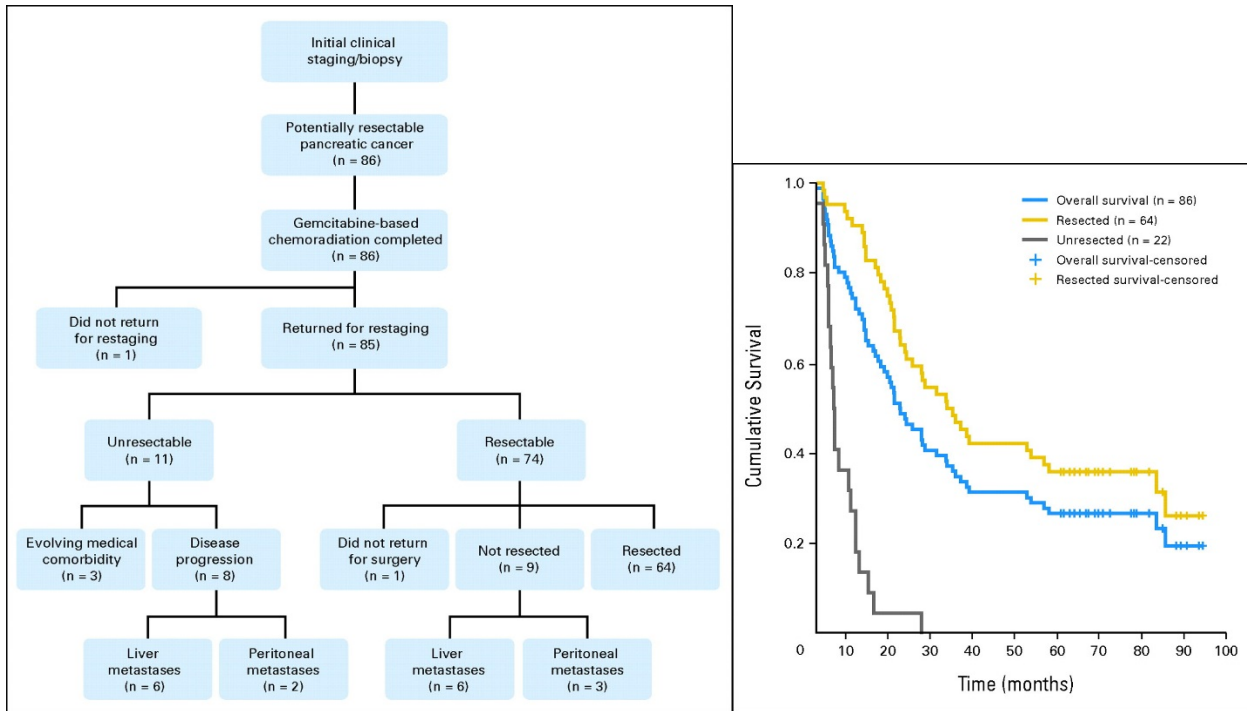 Initial clinical
staging/biopsy
Potentially resectable
pancreatic cancer
(n = 86)
Gemcitabine-based
chemoradiation completed
(n = 86)
Did not return
for restaging
(n = 1)
Returned for restaging
(n = 85)
Unresectable
(n = 11)
Resectable
(n = 74)
Evolving medical
comorbidity
(n = 3)
Disease
progression
(n = 8)
Did not return
for surgery
(n = 1)
Not resected
(n = 9)
Resected
(n = 64)
Liver
metastases
(n = 6)
Peritoneal
metastases
(n = 2)
Liver
metastases
(n = 6)
Peritoneal
metastases
(n = 3)
Cumulative Survival
1.0
0.8
0.6
0.4
0.2
Overall survival (n = 86)
Resected (n = 64)
Unresected (n = 22)
Overall survival-censored
Resected survival-censored
0 10 20 30 40 50 60 70 80 90 100
Time (months)